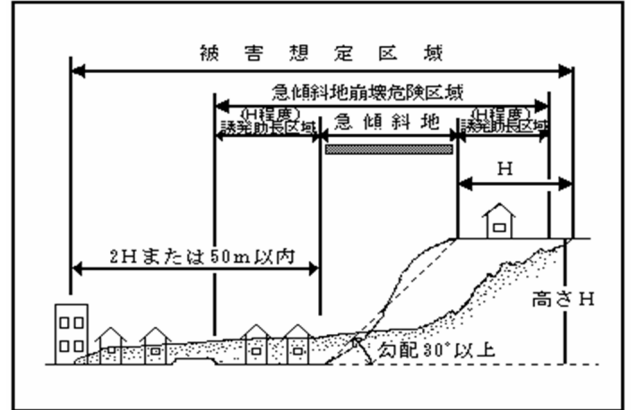 被害想定区域
急傾斜地崩壊危険区域
(H程度)
誘発助長区域
急傾斜地
(H程度)
誘発助長区域
H
2Hまたは50m以内
高さH
勾配30°以上